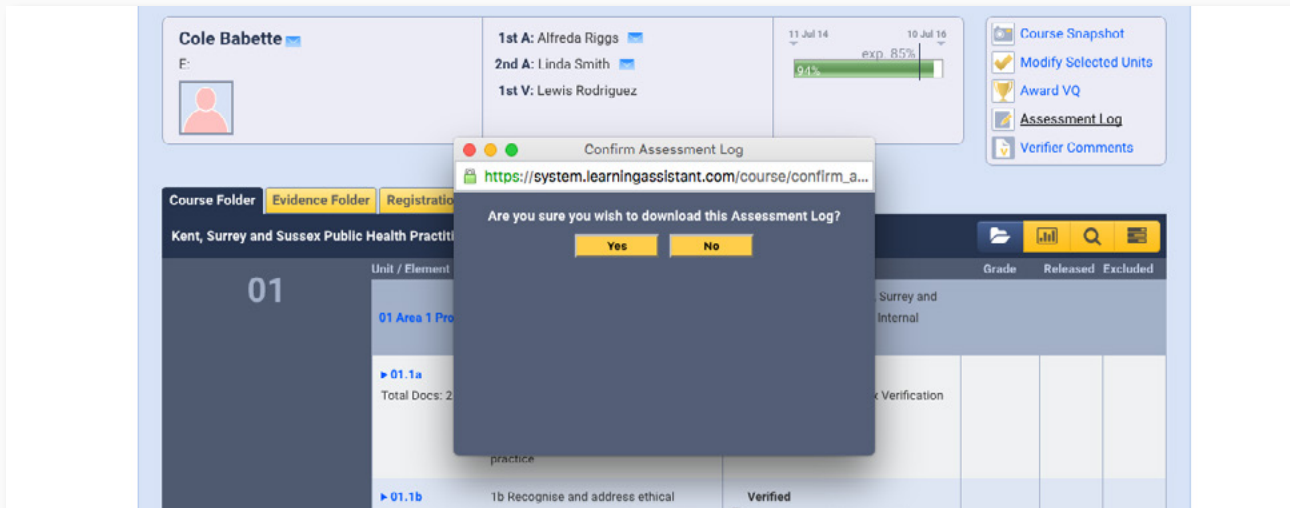 Cole Babette
E:
1st A: Alfreda Riggs
2nd A: Linda Smith
1st V: Lewis Rodriguez
11 Jul 14
10 Jul 16
exp. 85%
94%
Course Snapshot
Modify Selected Units
Award VQ
Assessment Log
Verifier Comments
Confirm Assessment Log
https://system.learningassistant.com/course/confirm_a...
Are you sure you wish to download this Assessment Log?
Yes
No
Course Folder
Evidence Folder
Registratio
Kent, Surrey and Sussex Public Health Practiti
Unit / Element
Grade
Released
Excluded
01
01 Area 1 Pro
Surrey and
Internal
01.1a
Total Docs: 2
Verification
practice
01.1b
1b Recognise and address ethical
Verified